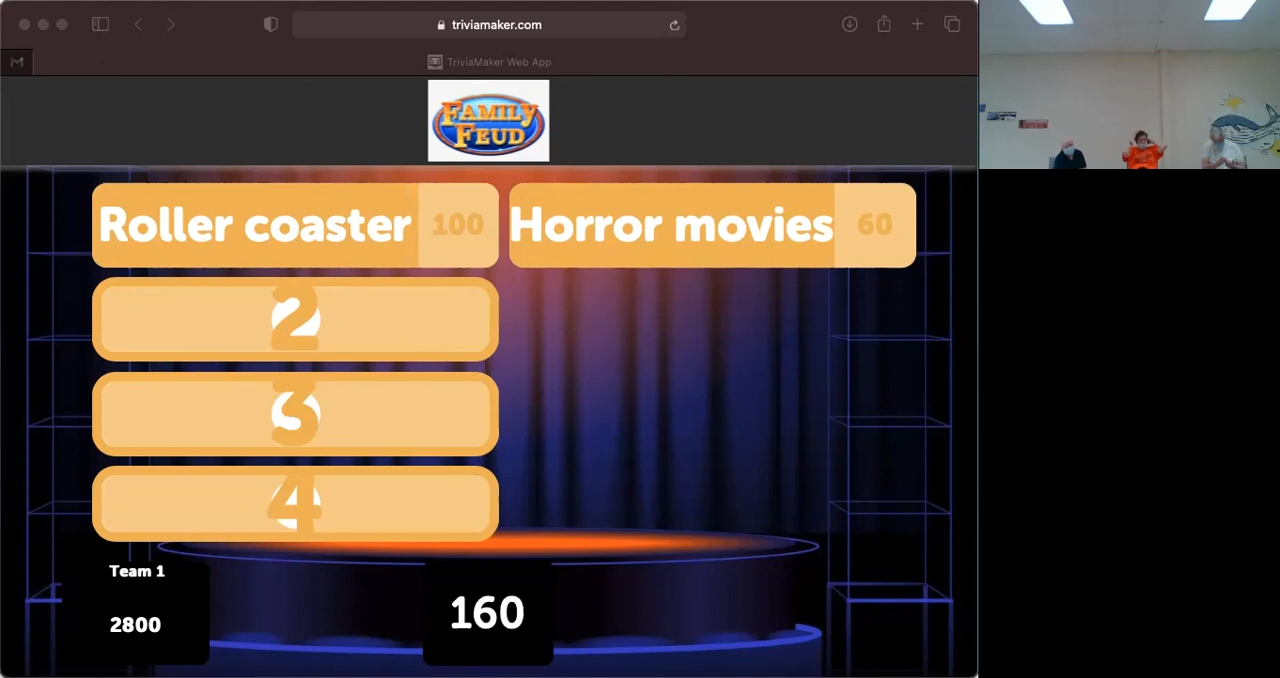 triviamaker.com
TriviaMaker Web App
FAMILY
FEUD
Roller coaster 100
Horror movies 60
2
3
4
Team 1
2800
160